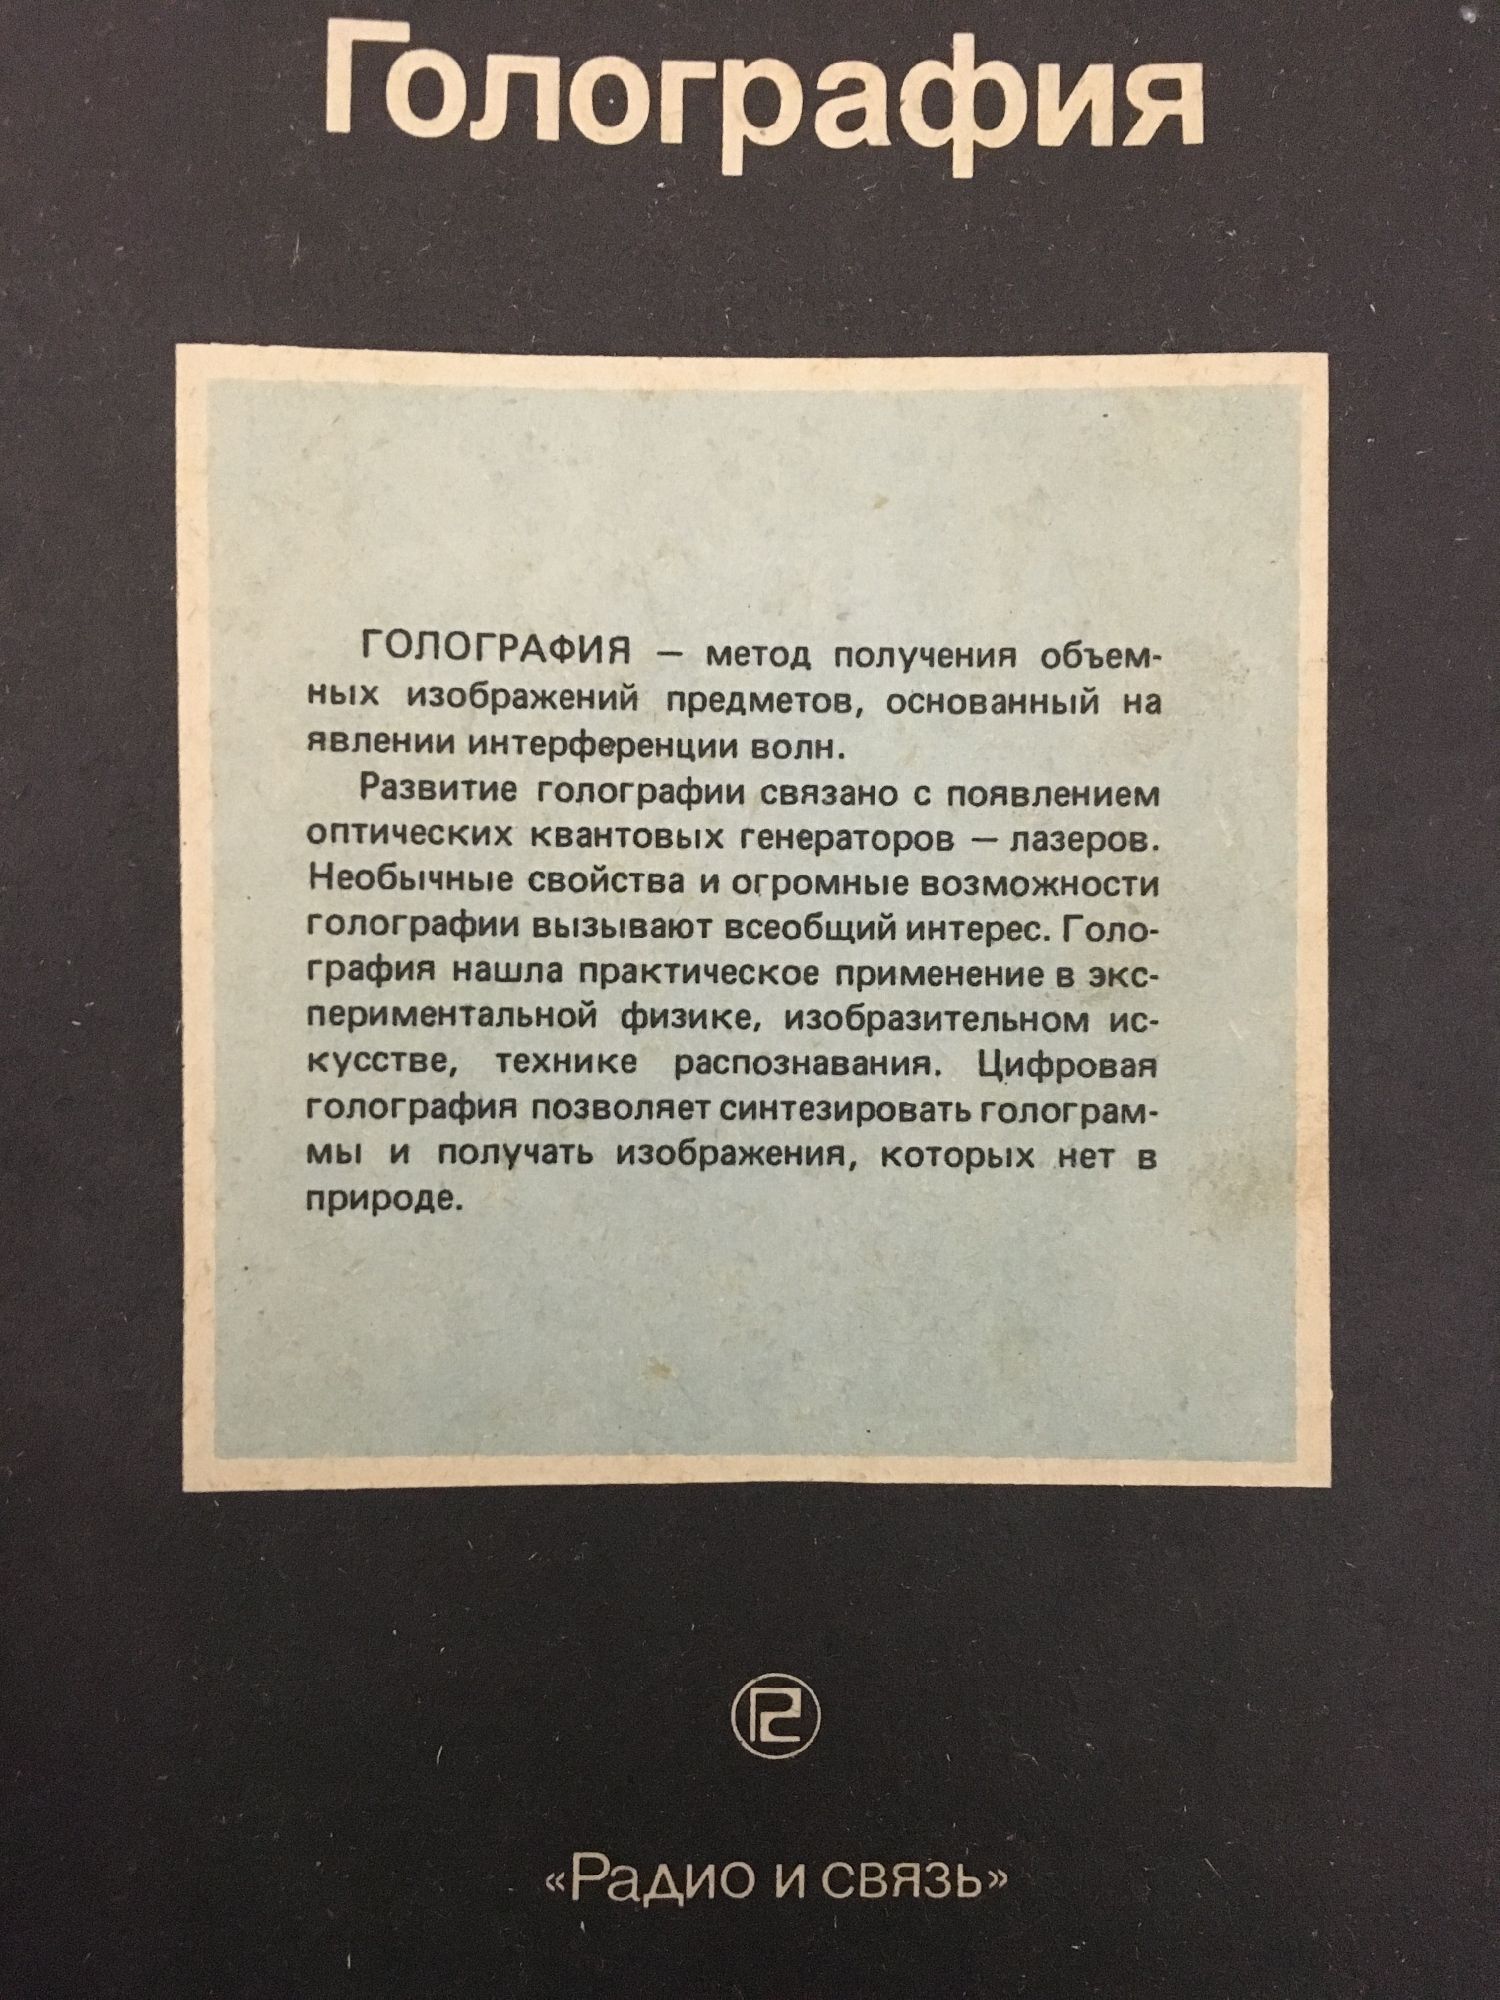 Голография
ГОЛОГРАФИЯ – метод получения объем-
ных изображений предметов, основанный на
явлении интерференции волн.
Развитие голографии связано с появлением
оптических квантовых генераторов – лазеров.
Необычные свойства и огромные возможности
голографии вызывают всеобщий интерес. Голо-
графия нашла практическое применение в экс-
периментальной физике, изобразительном ис-
кусстве, технике распознавания. Цифровая
голография позволяет синтезировать голограм-
мы и получать изображения, которых нет в
природе.
«Радио и связь»